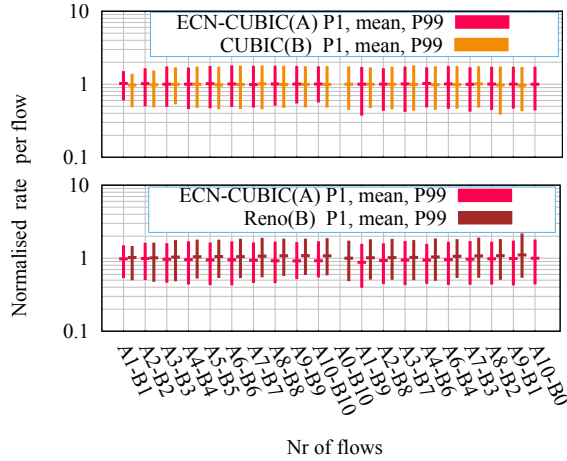 Normalised rate per flow
10
1
0.1
ECN-CUBIC(A) P1, mean, P99
CUBIC(B) P1, mean, P99
10
1
0.1
ECN-CUBIC(A) P1, mean, P99
Reno(B) P1, mean, P99
A1-B1
A2-B2
A3-B3
A4-B4
A5-B5
A6-B6
A7-B7
A8-B8
A9-B9
A10-B10
A0-B10
A1-B9
A2-B8
A3-B7
A4-B6
A6-B4
A7-B3
A8-B2
A9-B1
A10-B0
Nr of flows